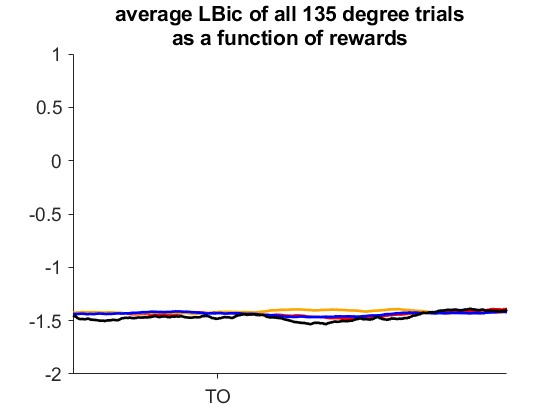 average LBic of all 135 degree trials
as a function of rewards
1
0.5
0
-0.5
-1
-1.5
-2
TO